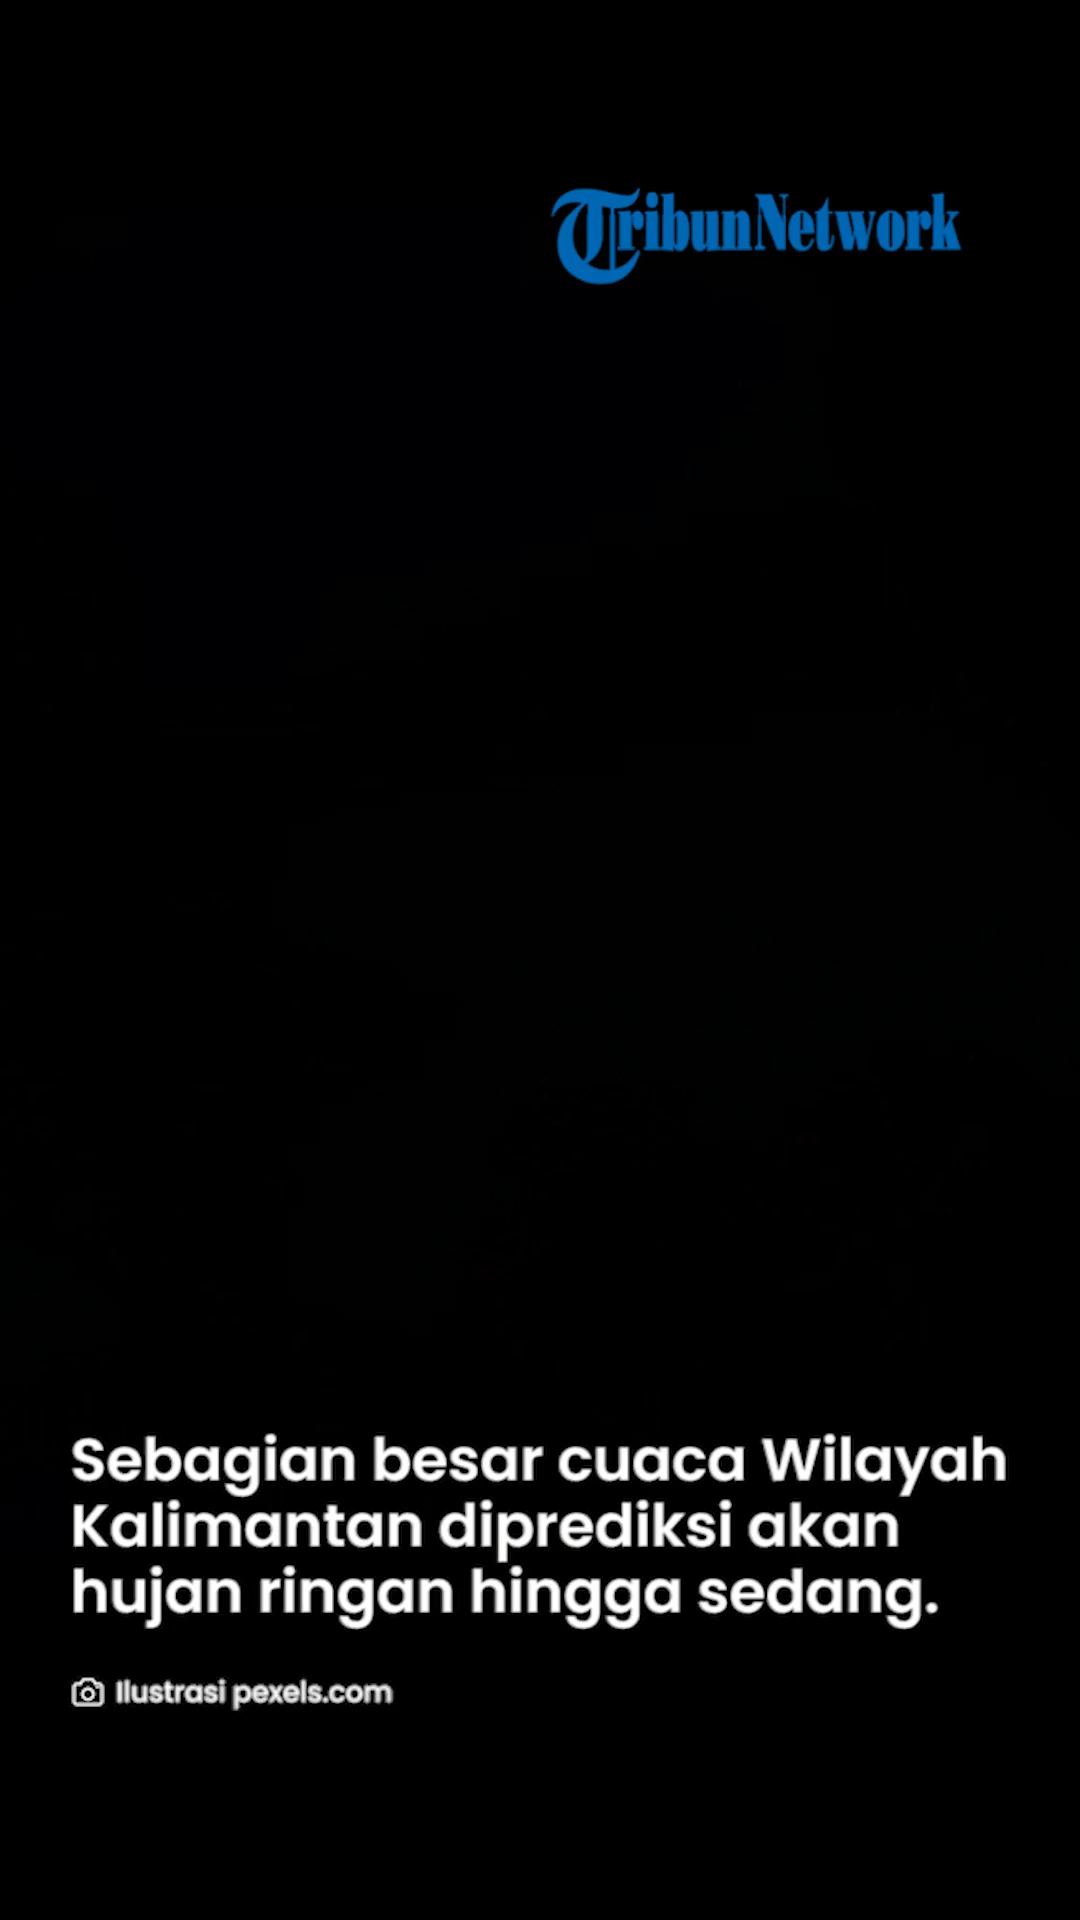 TribunNetwork
Sebagian besar cuaca Wilayah
Kalimantan diprediksi akan
hujan ringan hingga sedang.
Ilustrasi pexels.com